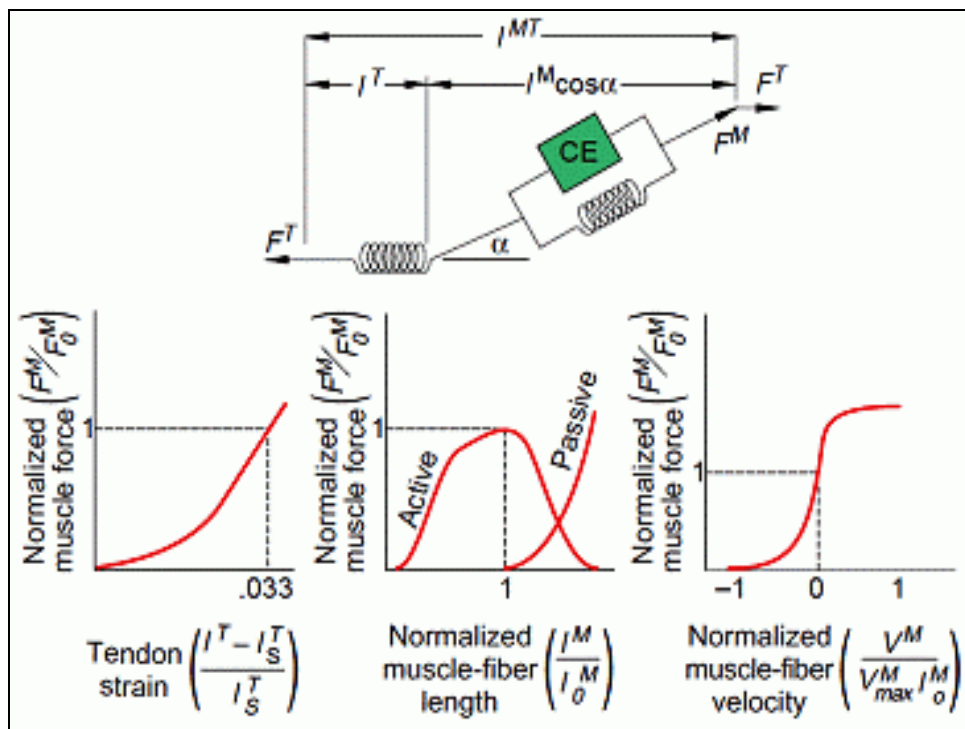 l^MT
l^T
l^M cosα
F^T
F^M
CE
F^T
α
Normalized muscle force (F^M/F_0^M)
1
.033
Tendon strain ((l^T – l_S^T)/l_S^T)
Normalized muscle force (F^M/F_0^M)
1
Active
Passive
1
Normalized muscle-fiber length (l^M/l_0^M)
Normalized muscle force (F^M/F_0^M)
1
–1 0 1
Normalized muscle-fiber velocity (V^M/(V_max^M l_o^M))